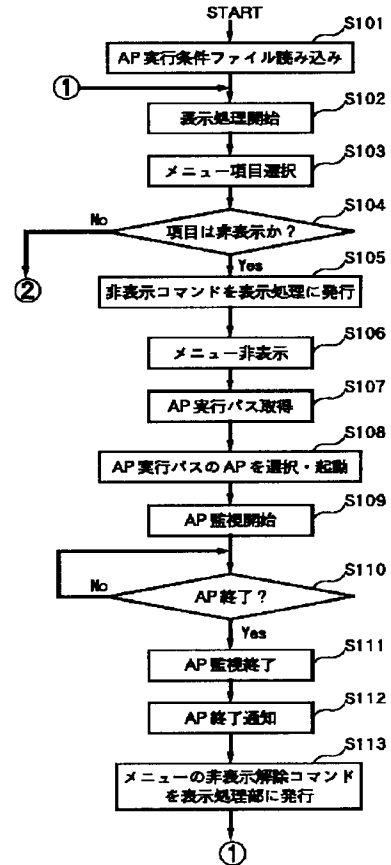 START
S101
AP実行条件ファイル読み込み
①
S102
表示処理開始
S103
メニュー項目選択
S104
No
項目は非表示か？
②
Yes
S105
非表示コマンドを表示処理に発行
S106
メニュー非表示
S107
AP実行パス取得
S108
AP実行パスのAPを選択・起動
S109
AP監視開始
S110
No
AP終了？
Yes
S111
AP監視終了
S112
AP終了通知
S113
メニューの非表示解除コマンド
を表示処理部に発行
①